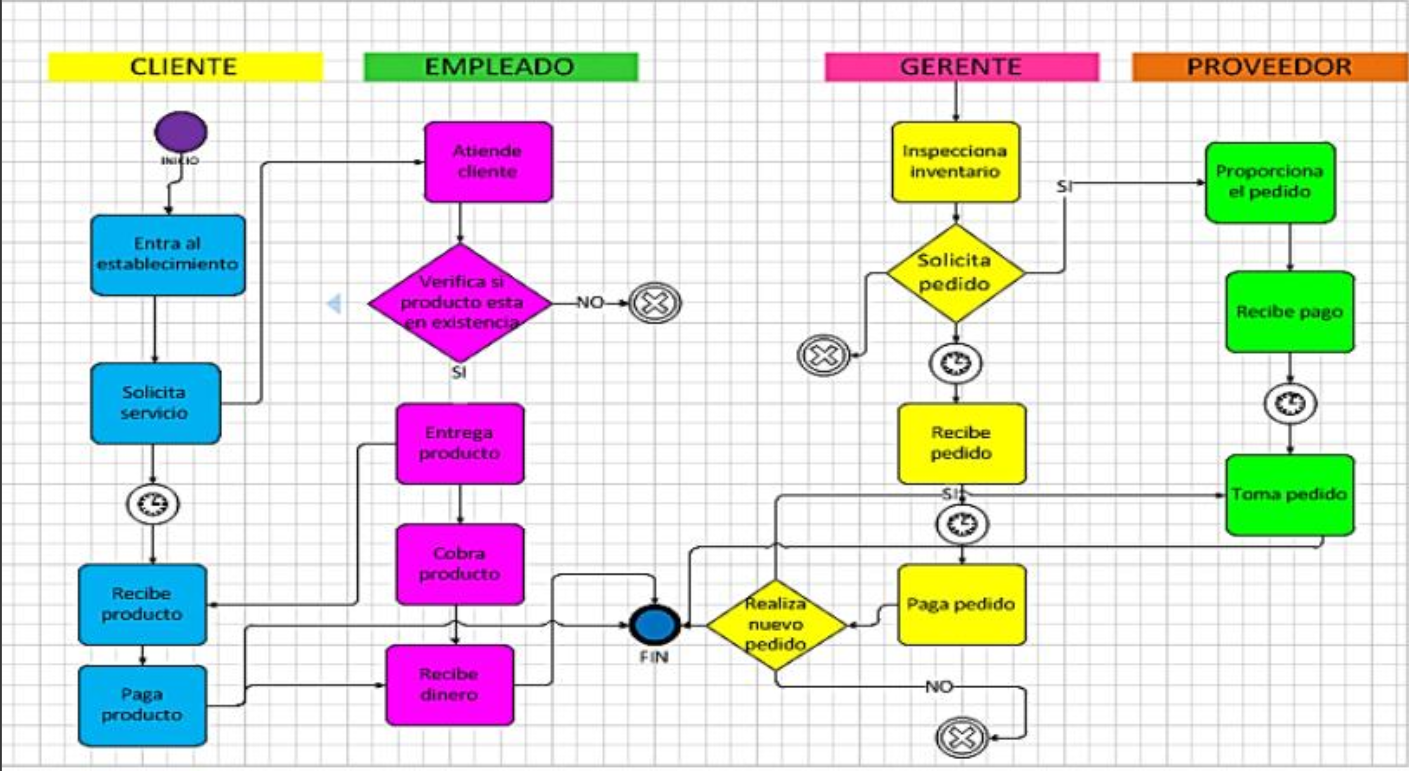 CLIENTE
EMPLEADO
GERENTE
PROVEEDOR
INICIO
Entra al
establecimiento
Solicita
servicio
Recibe
producto
Paga
producto
Atiende
cliente
Verifica si
producto esta
en existencia
NO
SI
Entrega
producto
Cobra
producto
Recibe
dinero
FIN
Inspecciona
inventario
Solicita
pedido
SI
Recibe
pedido
SI
Paga pedido
Realiza
nuevo
pedido
NO
Proporciona
el pedido
Recibe pago
Toma pedido